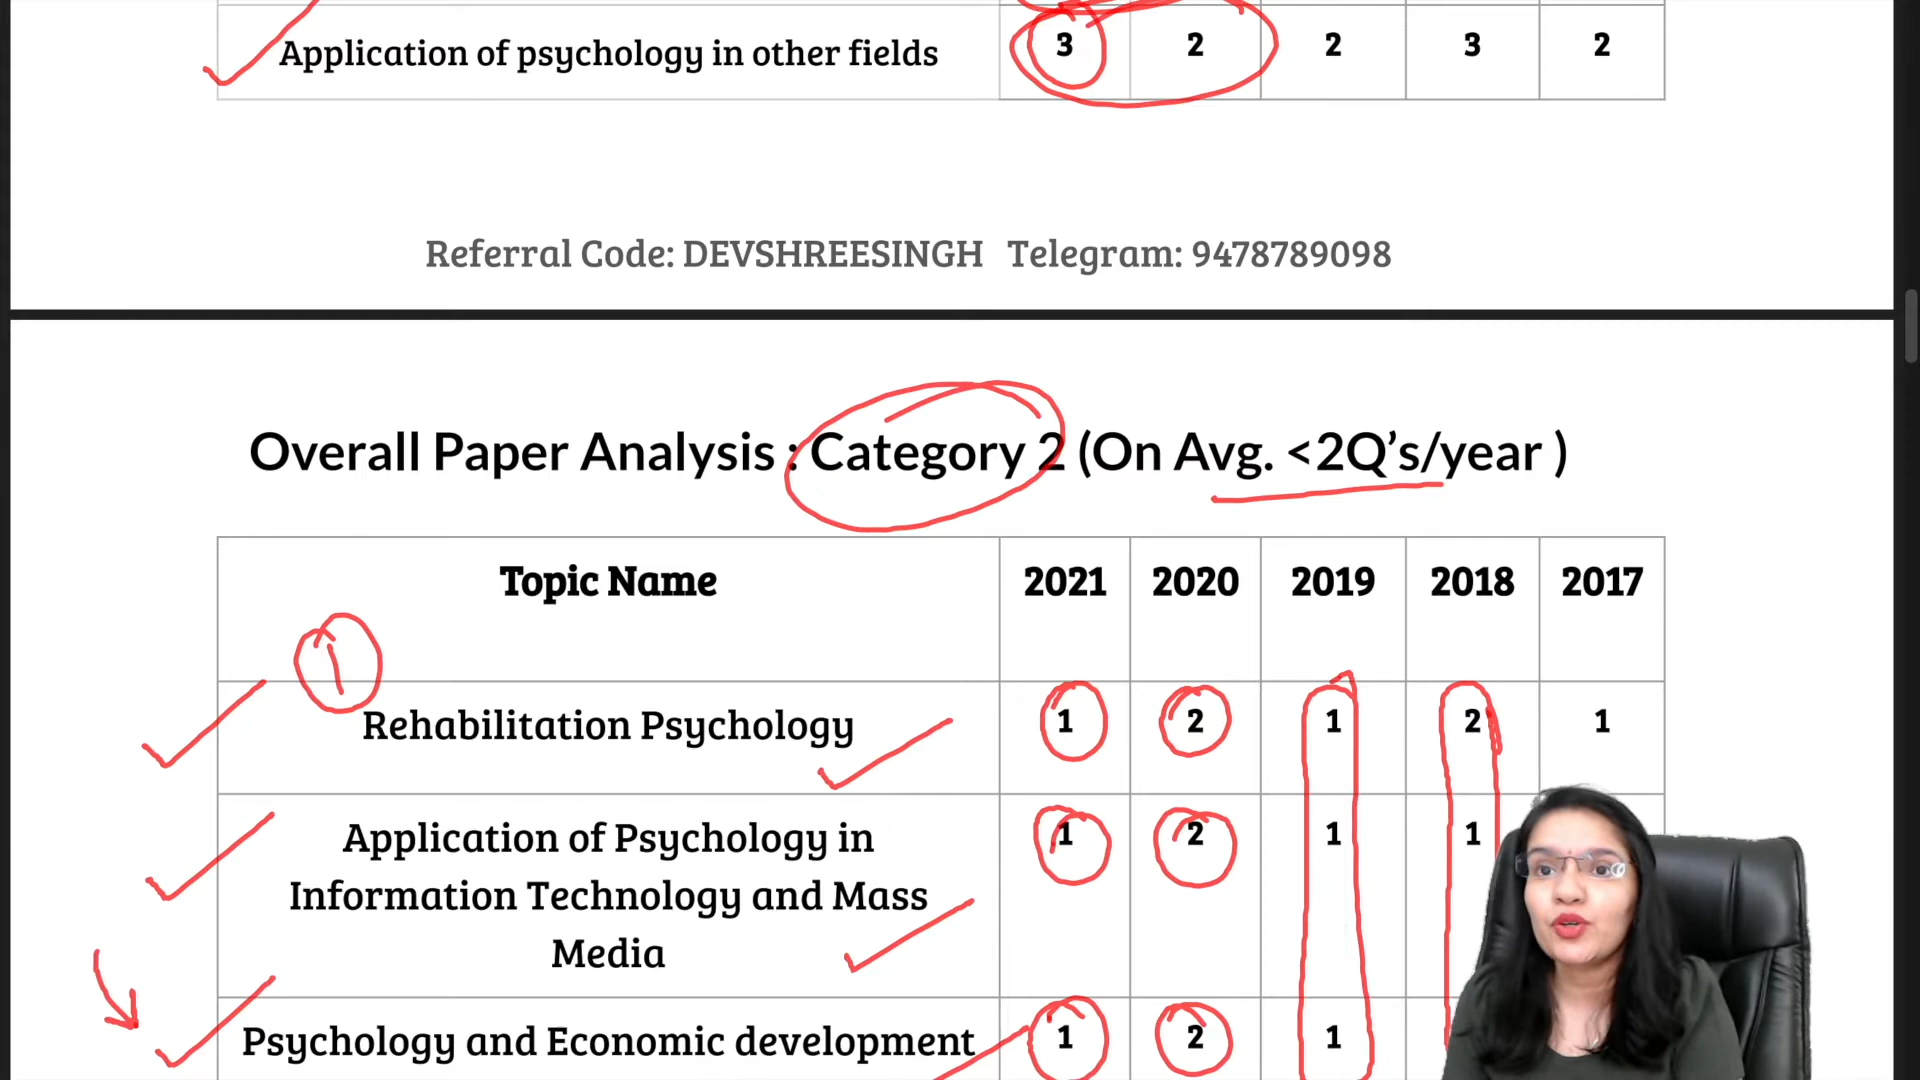 Application of psychology in other fields 3 2 2 3 2
Referral Code: DEVSHREESINGH Telegram: 9478789098
Overall Paper Analysis : Category 2 (On Avg. <2Q's/year )
Topic Name 2021 2020 2019 2018 2017
1
Rehabilitation Psychology 1 2 1 2 1
Application of Psychology in 1 2 1 1
Information Technology and Mass
Media
Psychology and Economic development 1 2 1